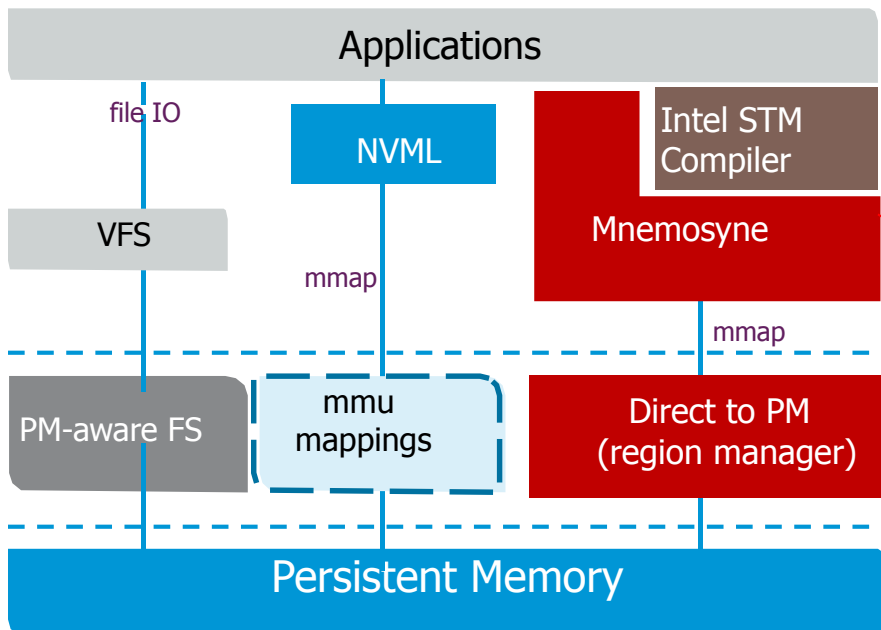 Applications
file IO
NVML
Intel STM
Compiler
VFS
Mnemosyne
mmap
mmap
PM-aware FS
mmu
mappings
Direct to PM
(region manager)
Persistent Memory